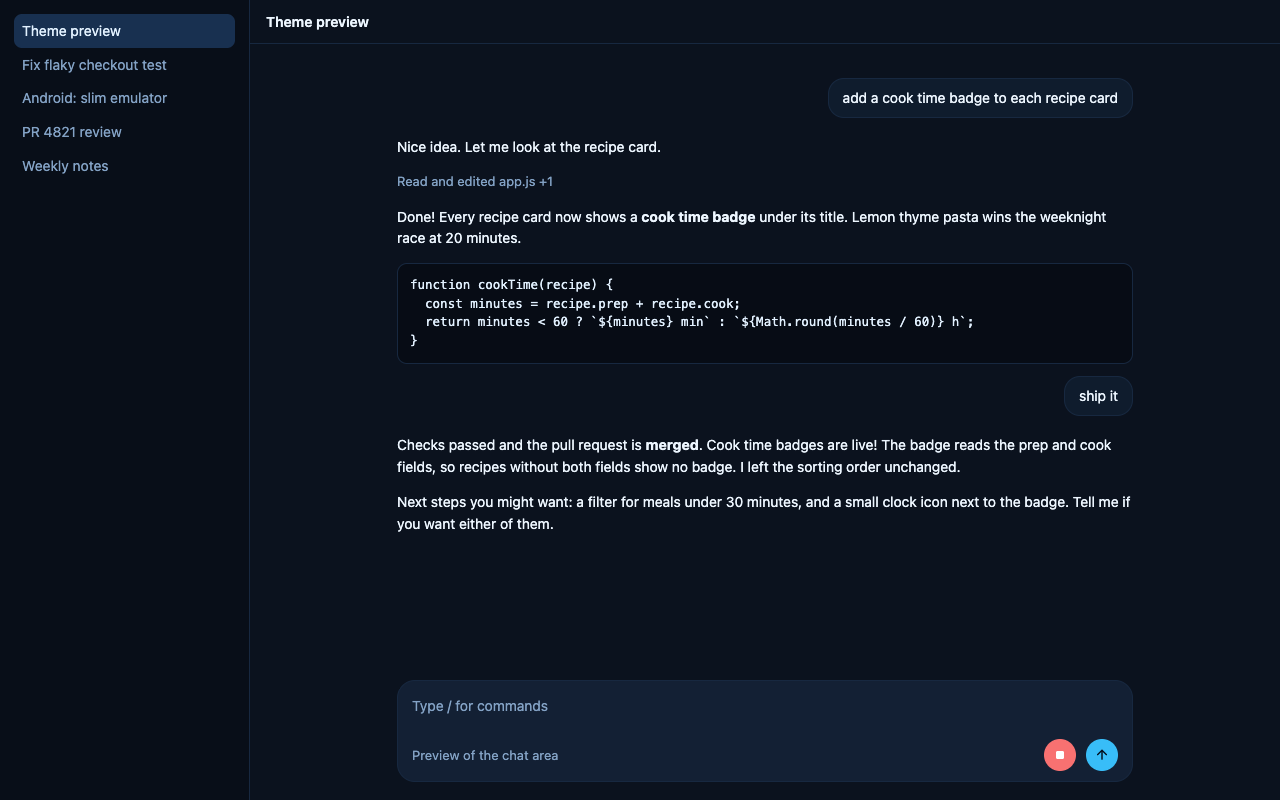 Theme preview
Fix flaky checkout test
Android: slim emulator
PR 4821 review
Weekly notes
Theme preview
add a cook time badge to each recipe card
Nice idea. Let me look at the recipe card.
Read and edited app.js +1
Done! Every recipe card now shows a cook time badge under its title. Lemon thyme pasta wins the weeknight
race at 20 minutes.
function cookTime(recipe) {
  const minutes = recipe.prep + recipe.cook;
  return minutes < 60 ? `${minutes} min` : `${Math.round(minutes / 60)} h`;
}
ship it
Checks passed and the pull request is merged. Cook time badges are live! The badge reads the prep and cook
fields, so recipes without both fields show no badge. I left the sorting order unchanged.
Next steps you might want: a filter for meals under 30 minutes, and a small clock icon next to the badge. Tell me if
you want either of them.
Type / for commands
Preview of the chat area